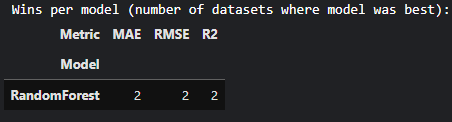 Wins per model (number of datasets where model was best):
Metric MAE RMSE R2
Model
RandomForest 2 2 2